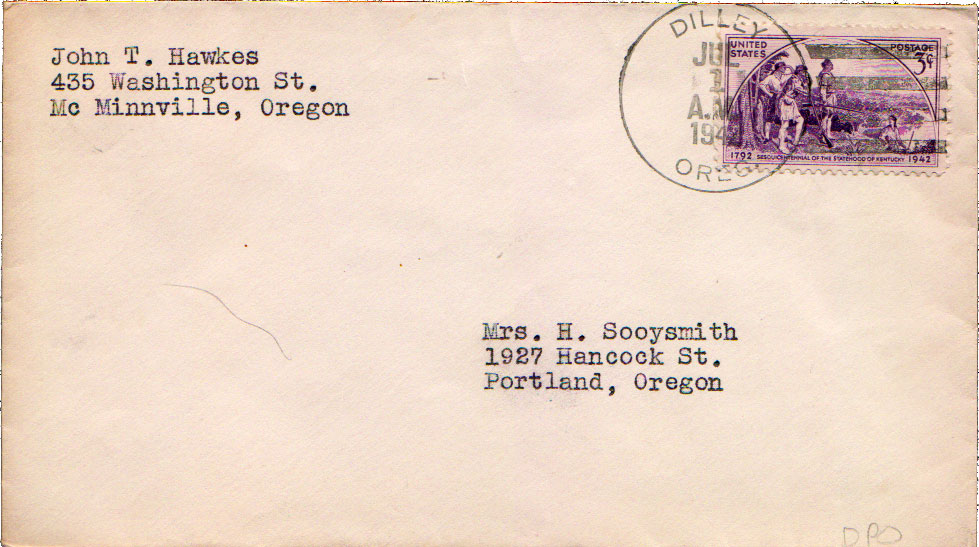 John T. Hawkes
435 Washington St.
Mc Minnville, Oregon
DILLEY
JUL
1
A.M.
OREG.
UNITED STATES
POSTAGE
3¢
1792 SESQUICENTENNIAL OF THE STATEHOOD OF KENTUCKY 1942
Mrs. H. Sooysmith
1927 Hancock St.
Portland, Oregon
DPO